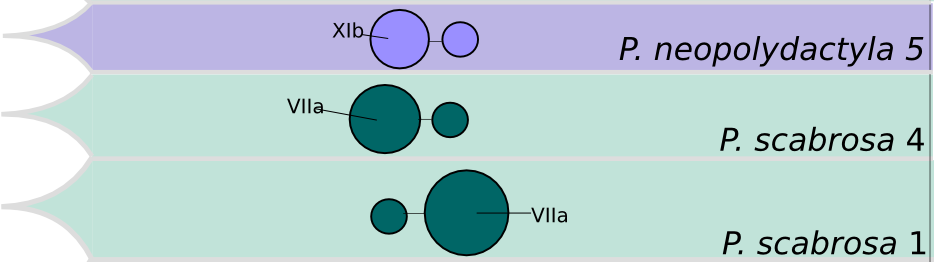 XIb
P. neopolydactyla 5
VIIa
P. scabrosa 4
VIIa
P. scabrosa 1